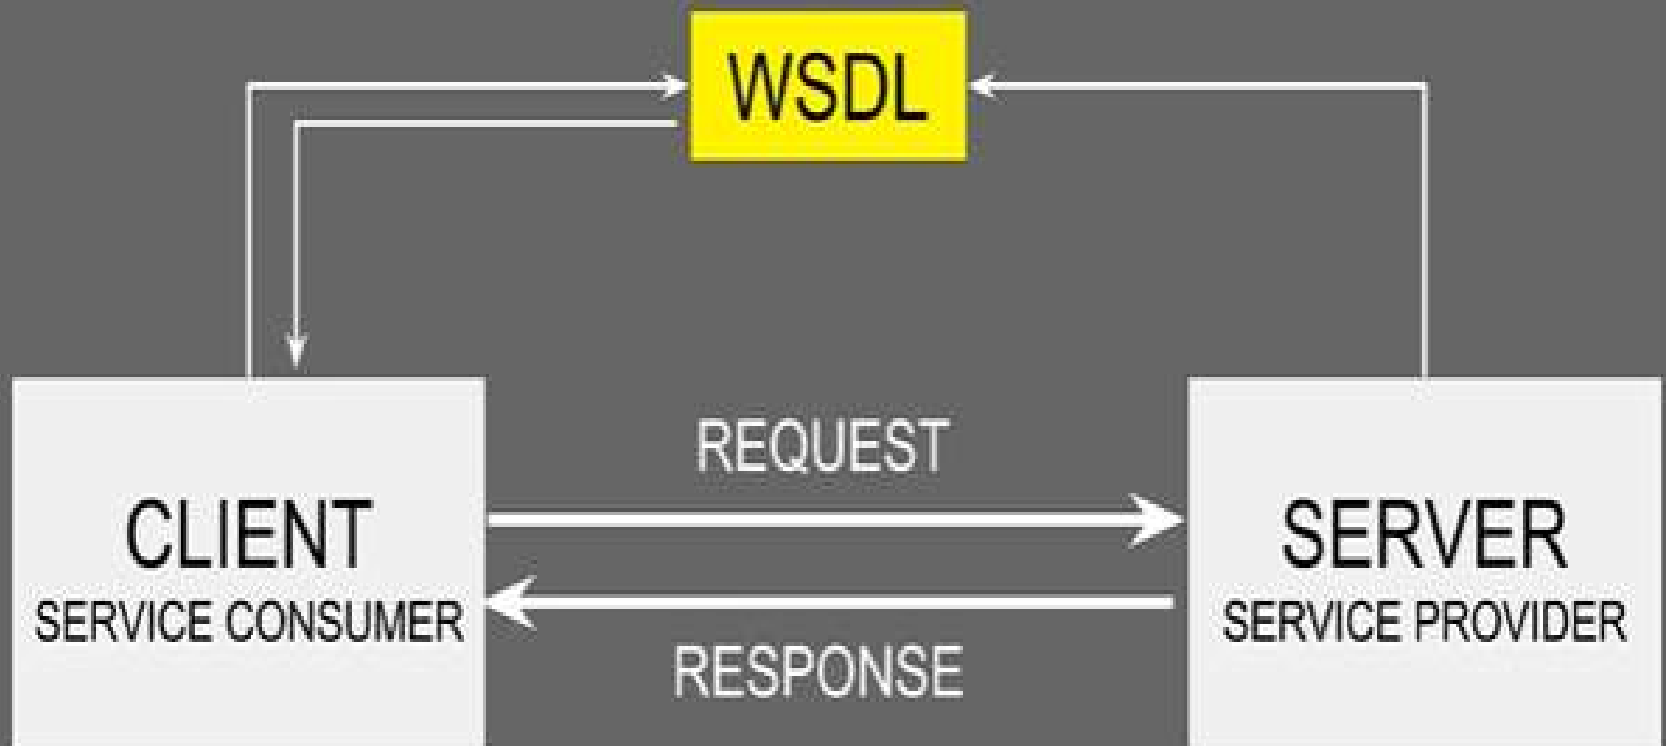 WSDL
REQUEST
CLIENT
SERVICE CONSUMER
SERVER
SERVICE PROVIDER
RESPONSE